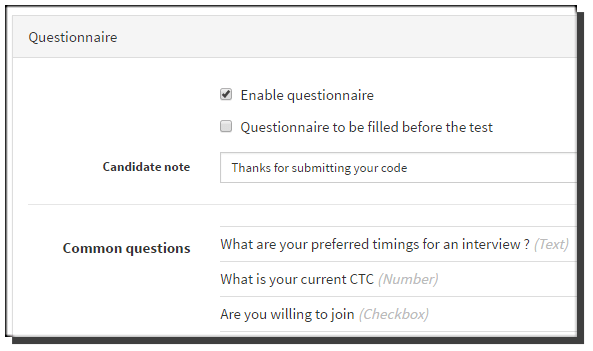 Questionnaire
Enable questionnaire
Questionnaire to be filled before the test
Candidate note Thanks for submitting your code
Common questions What are your preferred timings for an interview ? (Text)
What is your current CTC (Number)
Are you willing to join (Checkbox)